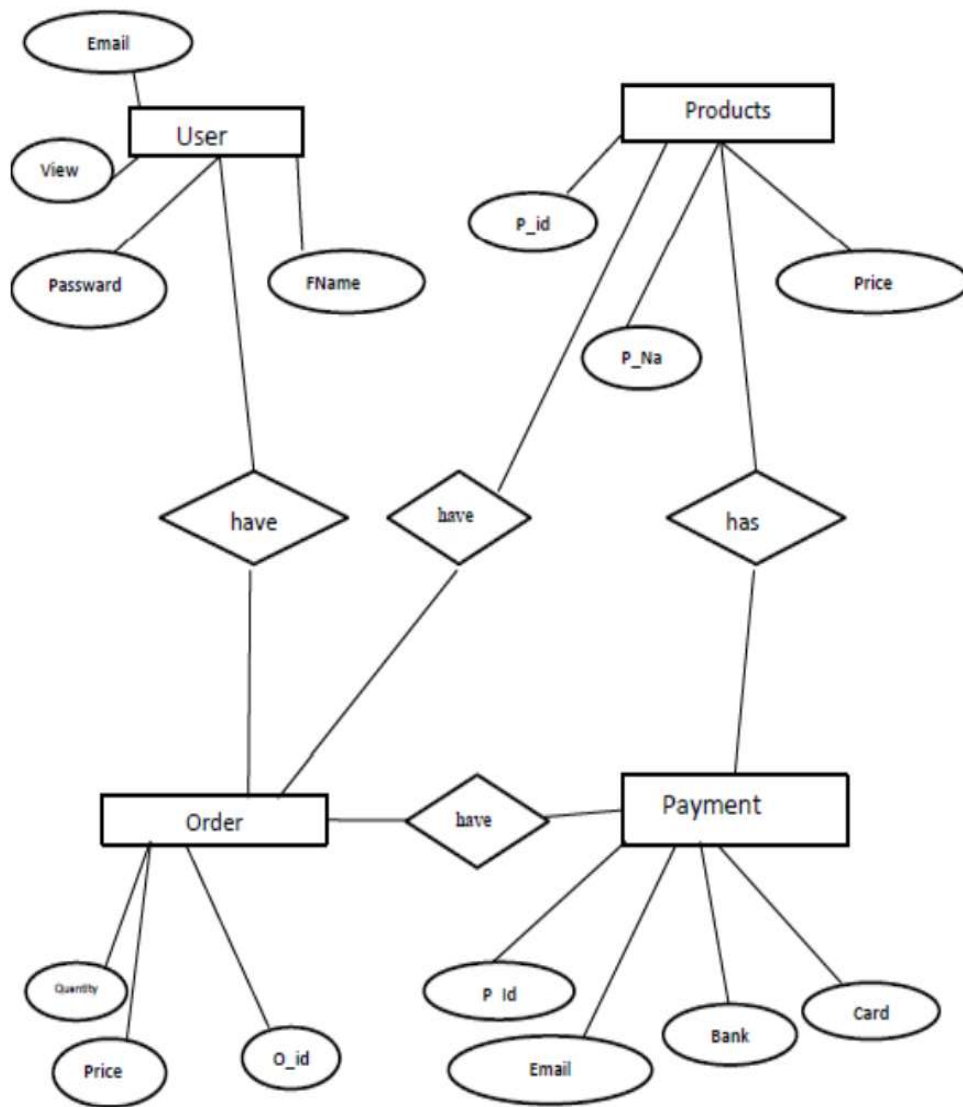 Email
User
Products
View
P_id
Passward
FName
Price
P_Na
have
have
has
Order
have
Payment
Quantity
P_Id
Card
Price
O_id
Email
Bank